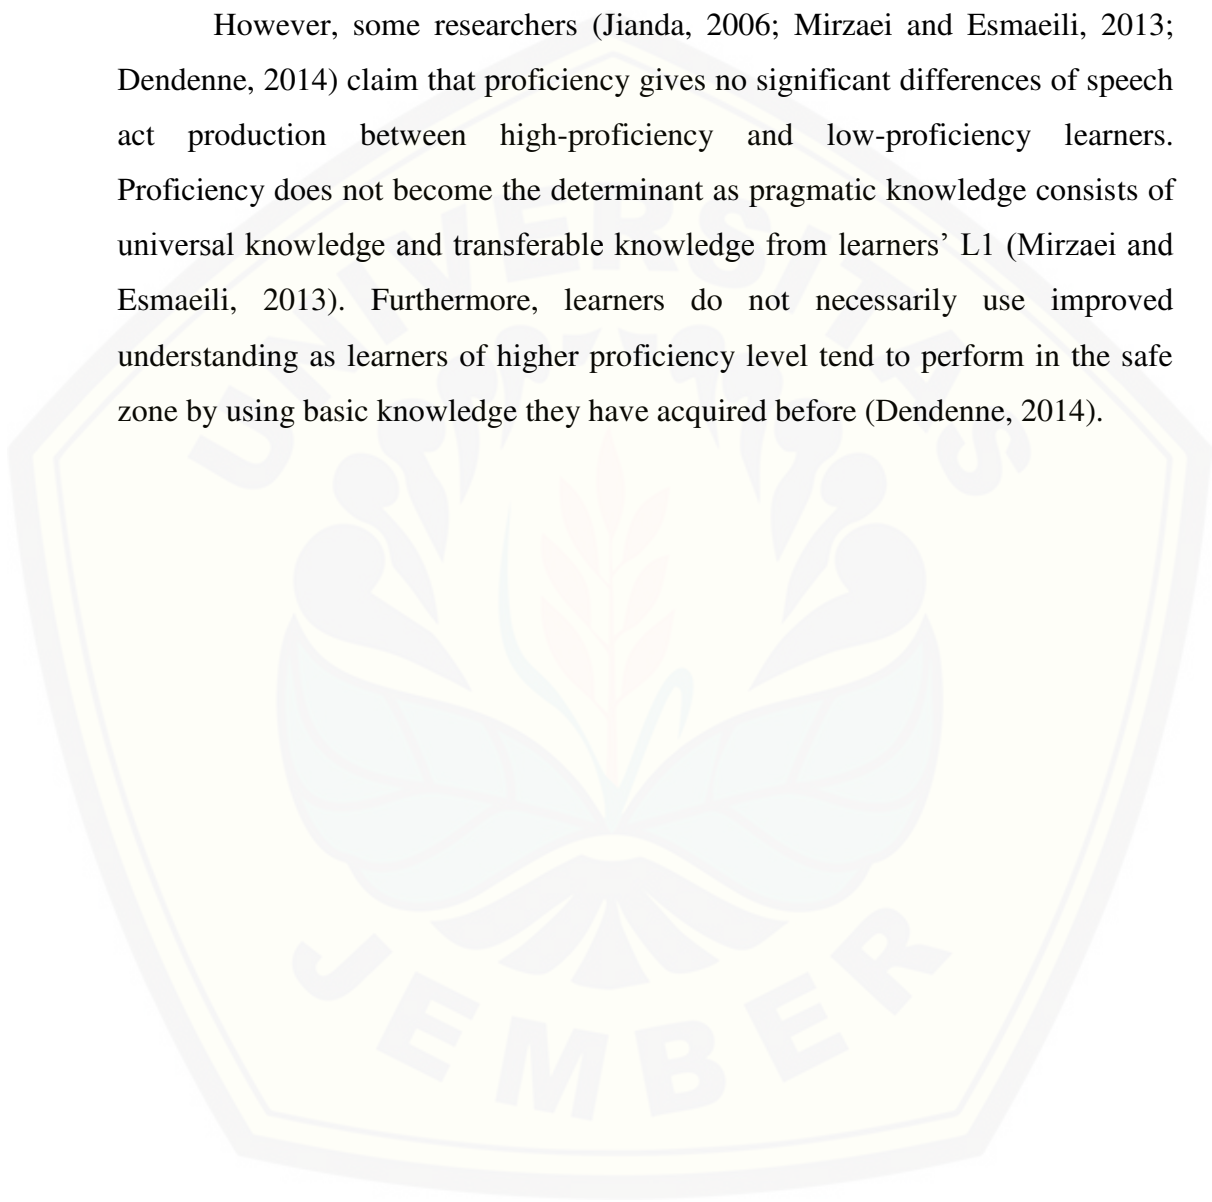 However, some researchers (Jianda, 2006; Mirzaei and Esmaeili, 2013;
Dendenne, 2014) claim that proficiency gives no significant differences of speech
act production between high-proficiency and low-proficiency learners.
Proficiency does not become the determinant as pragmatic knowledge consists of
universal knowledge and transferable knowledge from learners’ L1 (Mirzaei and
Esmaeili, 2013). Furthermore, learners do not necessarily use improved
understanding as learners of higher proficiency level tend to perform in the safe
zone by using basic knowledge they have acquired before (Dendenne, 2014).
UNIVERSITAS
JEMBER